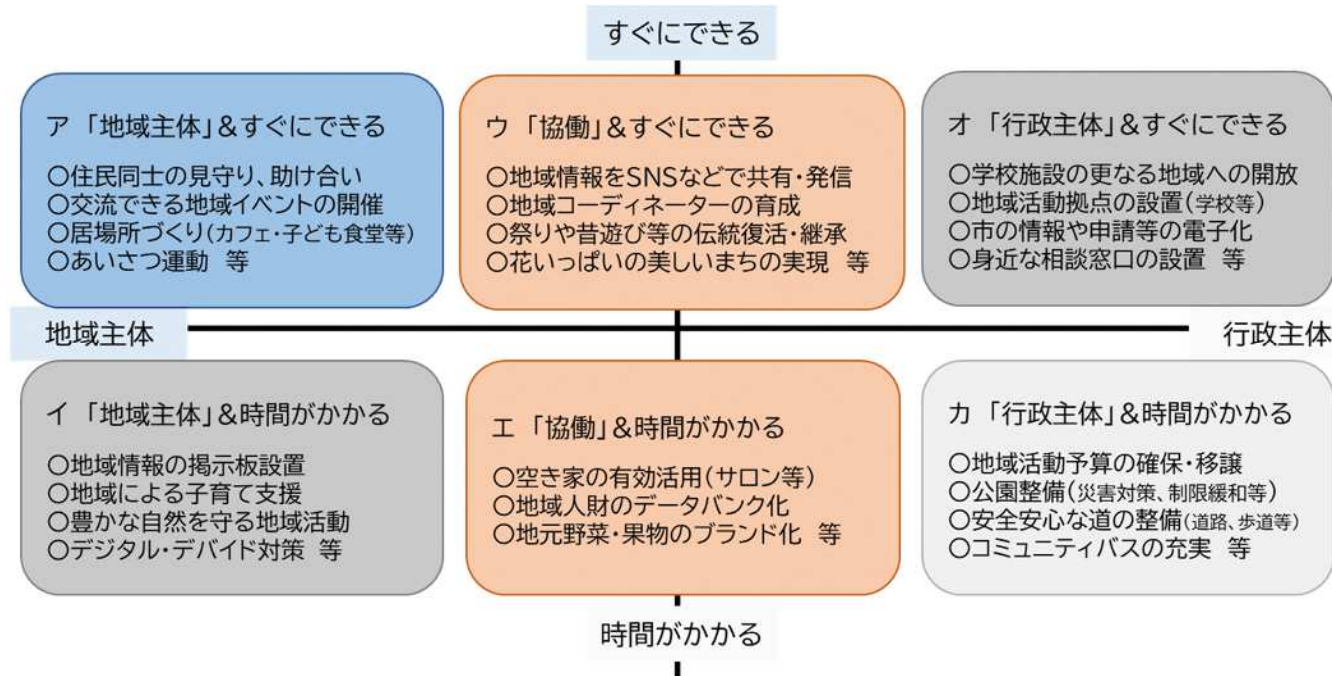 すぐにできる
ア 「地域主体」&すぐにできる
○住民同士の見守り、助け合い
○交流できる地域イベントの開催
○居場所づくり(カフェ・子ども食堂等)
○あいさつ運動 等
ウ 「協働」&すぐにできる
○地域情報をSNSなどで共有・発信
○地域コーディネーターの育成
○祭りや昔遊び等の伝統復活・継承
○花いっぱいの美しいまちの実現 等
オ 「行政主体」&すぐにできる
○学校施設の更なる地域への開放
○地域活動拠点の設置(学校等)
○市の情報や申請等の電子化
○身近な相談窓口の設置 等
地域主体
行政主体
イ 「地域主体」&時間がかかる
○地域情報の掲示板設置
○地域による子育て支援
○豊かな自然を守る地域活動
○デジタル・デバイド対策 等
エ 「協働」&時間がかかる
○空き家の有効活用(サロン等)
○地域人財のデータバンク化
○地元野菜・果物のブランド化 等
カ 「行政主体」&時間がかかる
○地域活動予算の確保・移譲
○公園整備(災害対策、制限緩和等)
○安全安心な道の整備(道路、歩道等)
○コミュニティバスの充実 等
時間がかかる